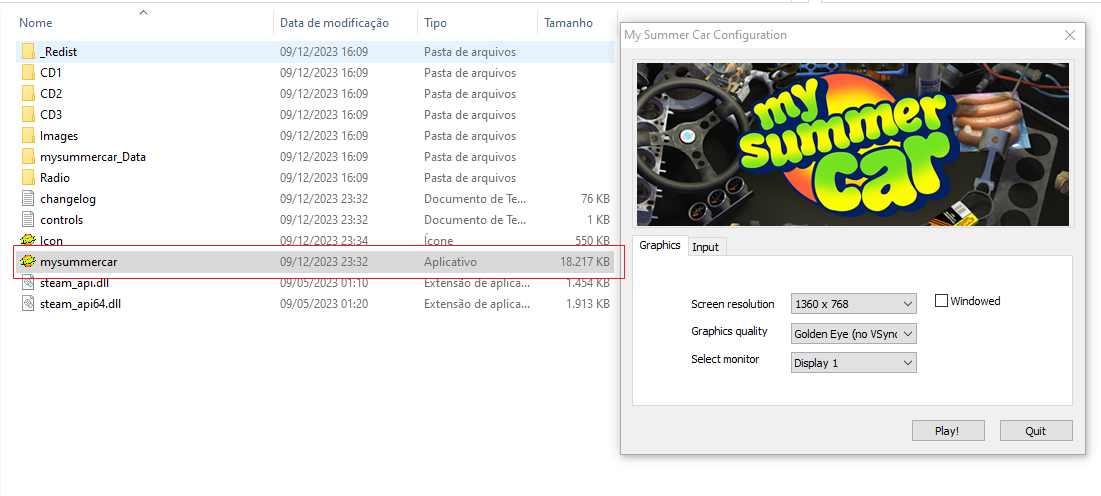 Nome Data de modificação Tipo Tamanho
_Redist 09/12/2023 16:09 Pasta de arquivos
CD1 09/12/2023 16:09 Pasta de arquivos
CD2 09/12/2023 16:09 Pasta de arquivos
CD3 09/12/2023 16:09 Pasta de arquivos
Images 09/12/2023 16:09 Pasta de arquivos
mysummercar_Data 09/12/2023 16:09 Pasta de arquivos
Radio 09/12/2023 16:09 Pasta de arquivos
changelog 09/12/2023 23:32 Documento de Te... 76 KB
controls 09/12/2023 23:32 Documento de Te... 1 KB
Icon 09/12/2023 23:34 Ícone 550 KB
mysummercar 09/12/2023 23:32 Aplicativo 18.217 KB
steam_api.dll 09/05/2023 01:10 Extensão de aplica... 1.454 KB
steam_api64.dll 09/05/2023 01:20 Extensão de aplica... 1.913 KB
My Summer Car Configuration
my
summer
car
Graphics Input
Screen resolution 1360 x 768 Windowed
Graphics quality Golden Eye (no VSync
Select monitor Display 1
Play! Quit